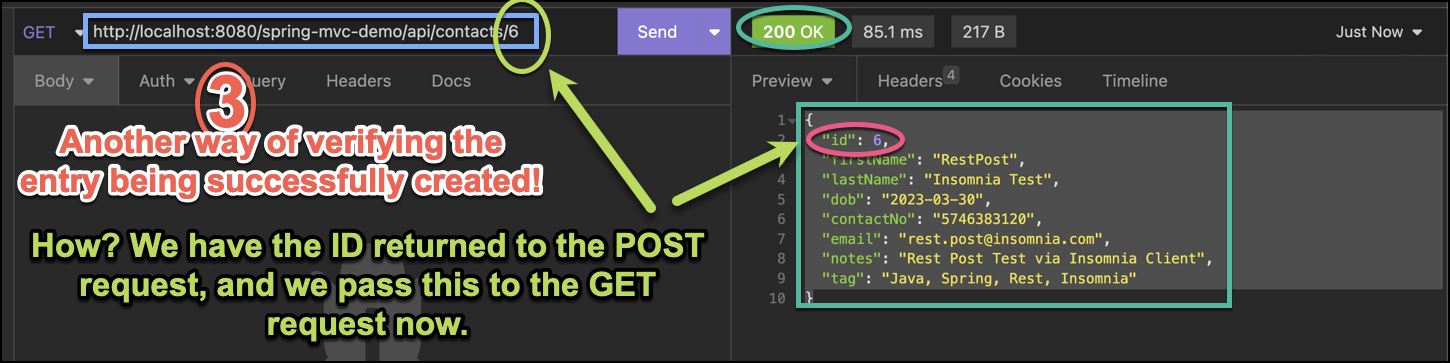 GET http://localhost:8080/spring-mvc-demo/api/contacts/6 Send 200 OK 85.1 ms 217 B Just Now
Body Auth Query Headers Docs Preview Headers 4 Cookies Timeline
3
Another way of verifying the
entry being successfully created!
How? We have the ID returned to the POST
request, and we pass this to the GET
request now.
1 {
2 "id": 6,
"firstName": "RestPost",
4 "lastName": "Insomnia Test",
5 "dob": "2023-03-30",
6 "contactNo": "5746383120",
7 "email": "rest.post@insomnia.com",
8 "notes": "Rest Post Test via Insomnia Client",
9 "tag": "Java, Spring, Rest, Insomnia"
10 }